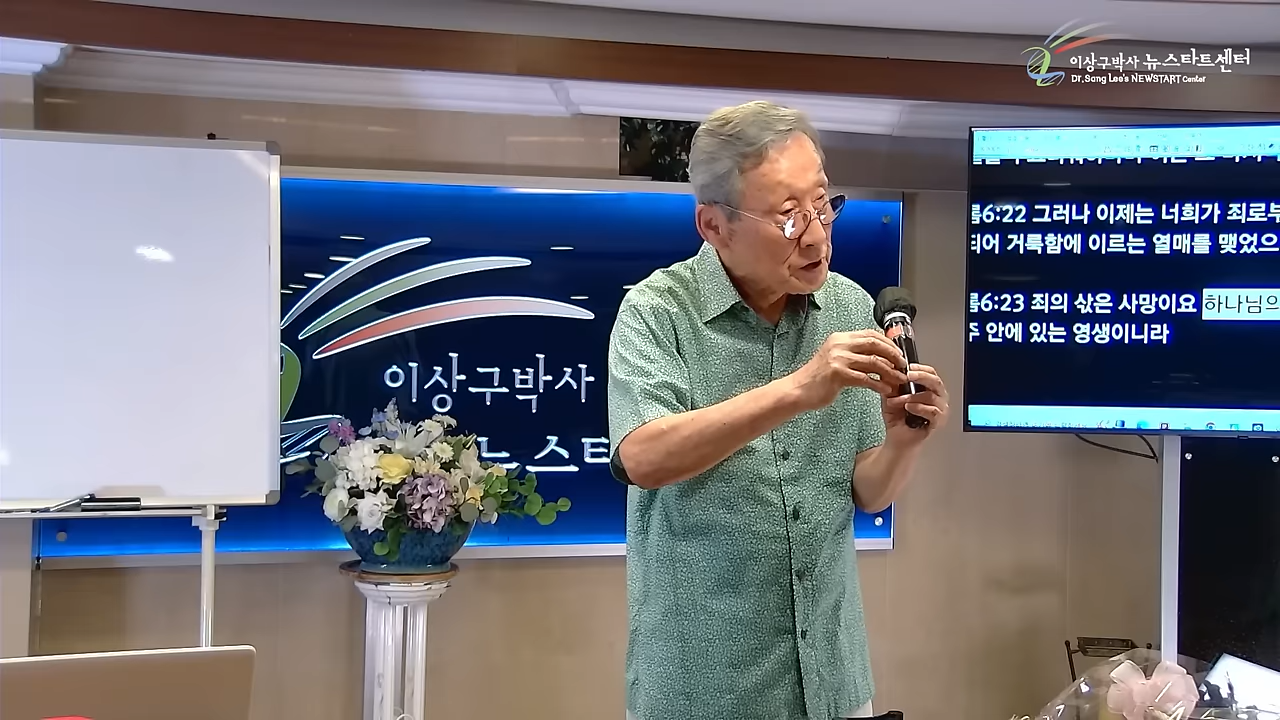 이상구박사 뉴스타트센터
Dr. Sang Lee's NEWSTART Center
롬6:22 그러나 이제는 너희가 죄로부
되어 거룩함에 이르는 열매를 맺었으
롬6:23 죄의 삯은 사망이요 하나님의
주 안에 있는 영생이니라
이상구박사
뉴스타